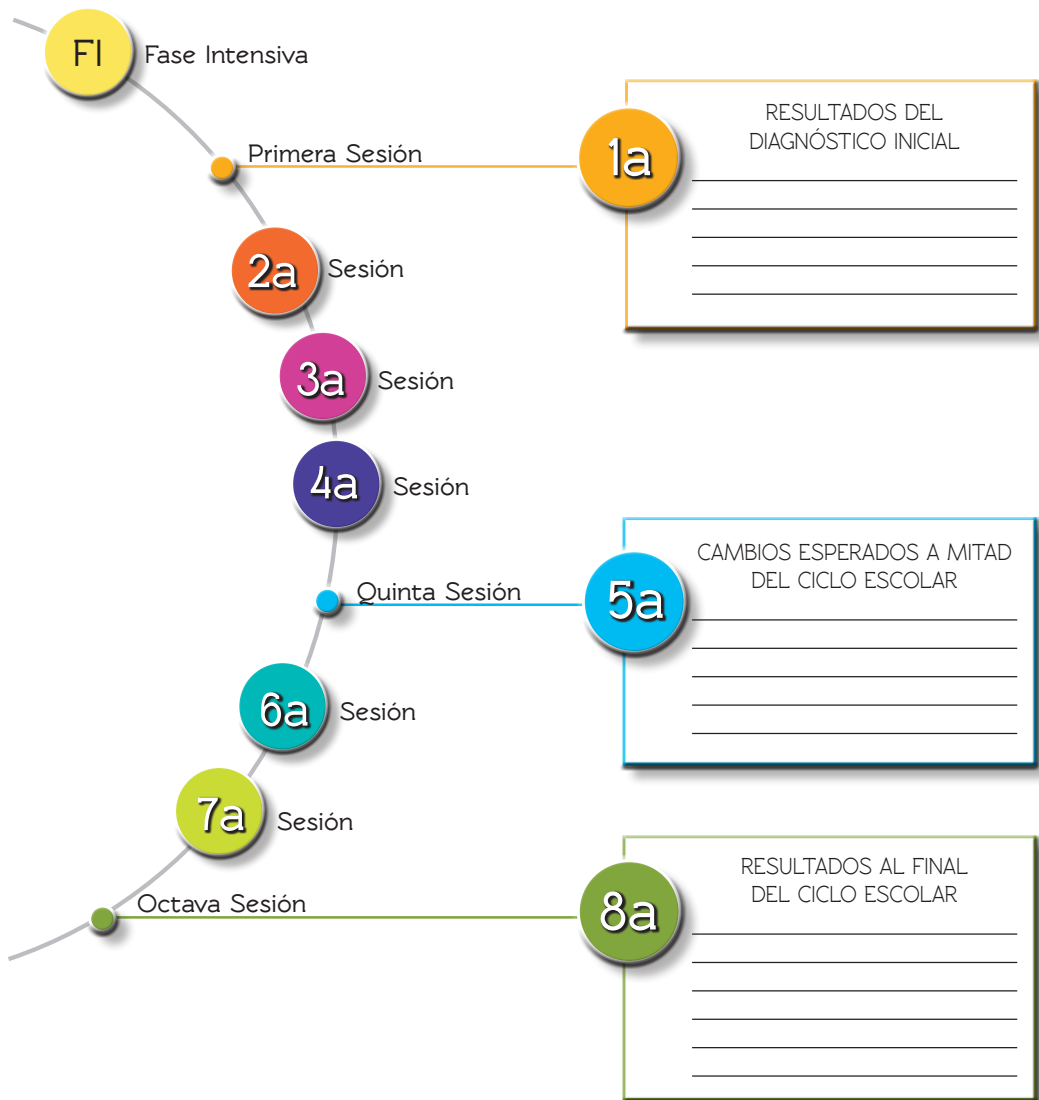 FI
Fase Intensiva
Primera Sesión
1a
RESULTADOS DEL
DIAGNÓSTICO INICIAL
2a
Sesión
3a
Sesión
4a
Sesión
Quinta Sesión
5a
CAMBIOS ESPERADOS A MITAD
DEL CICLO ESCOLAR
6a
Sesión
7a
Sesión
Octava Sesión
8a
RESULTADOS AL FINAL
DEL CICLO ESCOLAR